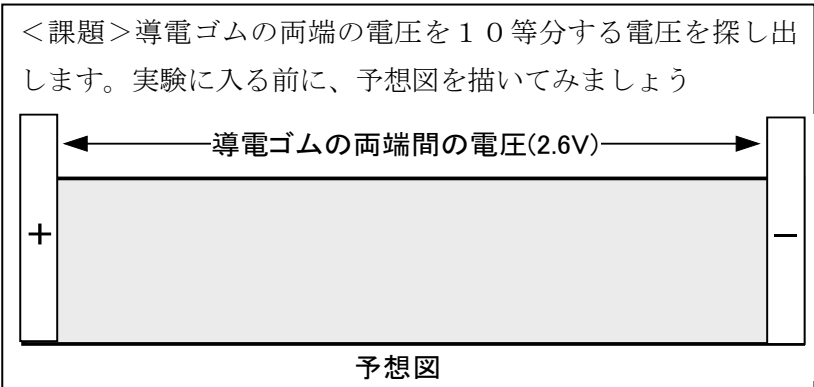 ＜課題＞導電ゴムの両端の電圧を１０等分する電圧を探し出
します。実験に入る前に、予想図を描いてみましょう
導電ゴムの両端間の電圧(2.6V)
＋
－
予想図